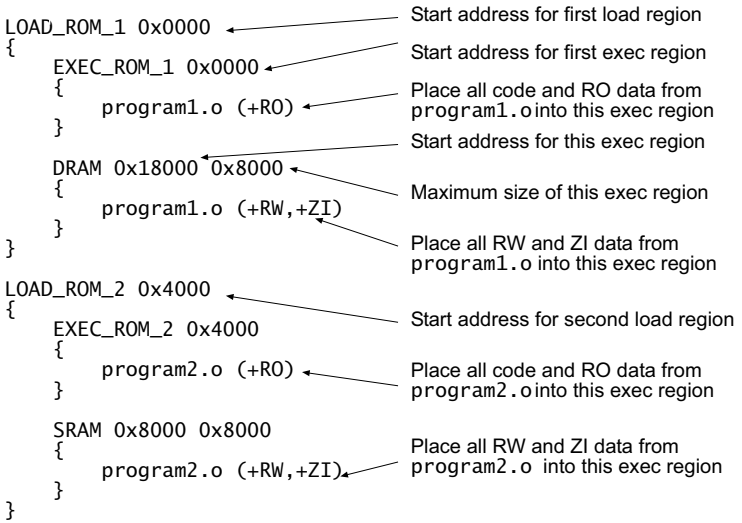 LOAD_ROM_1 0x0000
Start address for first load region
{
EXEC_ROM_1 0x0000
Start address for first exec region
{
program1.o (+RO)
Place all code and RO data from
program1.o into this exec region
}
Start address for this exec region
DRAM 0x18000 0x8000
{
Maximum size of this exec region
program1.o (+RW,+ZI)
}
Place all RW and ZI data from
program1.o into this exec region
}
LOAD_ROM_2 0x4000
{
Start address for second load region
EXEC_ROM_2 0x4000
{
program2.o (+RO)
Place all code and RO data from
program2.o into this exec region
}
SRAM 0x8000 0x8000
{
Place all RW and ZI data from
program2.o into this exec region
program2.o (+RW,+ZI)
}
}